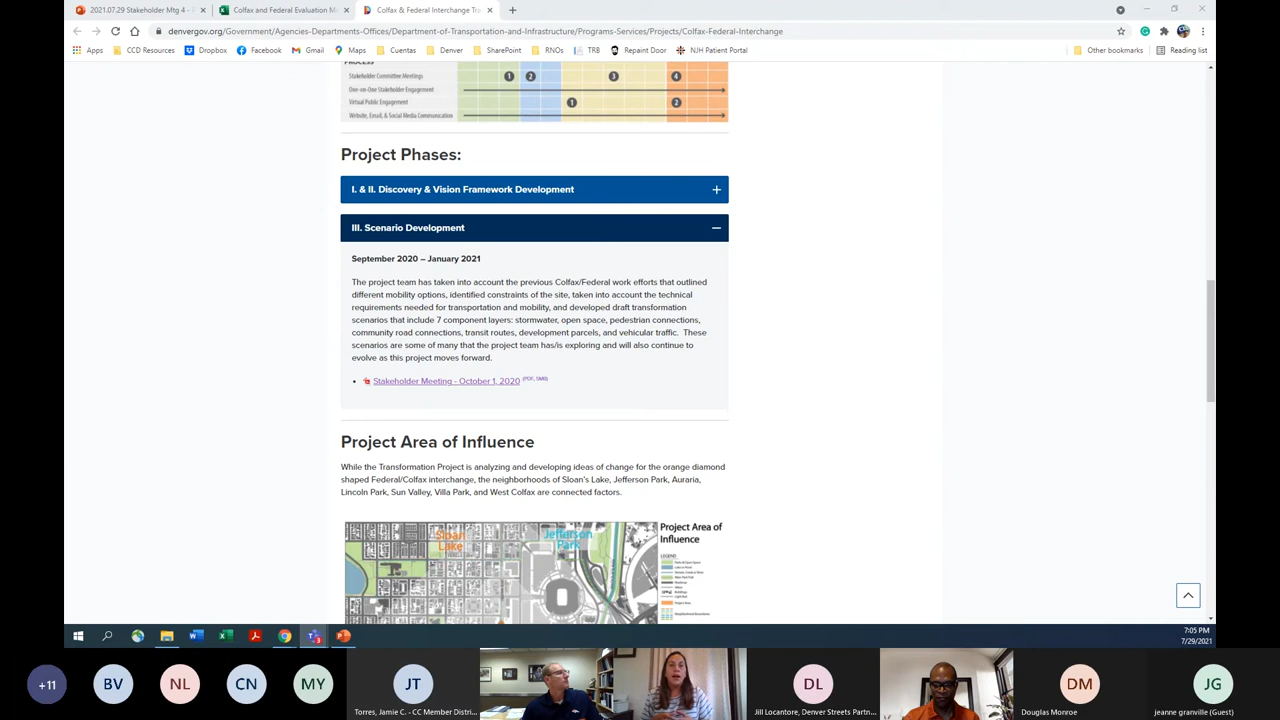 2021.07.29 Stakeholder Mtg 4 -
Colfax and Federal Evaluation M
Colfax & Federal Interchange Tra
denvergov.org/Government/Agencies-Departments-Offices/Department-of-Transportation-and-Infrastructure/Programs-Services/Projects/Colfax-Federal-Interchange
Apps CCD Resources Dropbox Facebook Gmail Maps Cuentas Denver SharePoint RNOs TRB Repaint Door NJH Patient Portal Other bookmarks Reading list
PROCESS
Stakeholder Committee Meetings 1 2 3 4
One-on-One Stakeholder Engagement
Virtual Public Engagement 1 2
Website, Email, & Social Media Communication
Project Phases:
I. & II. Discovery & Vision Framework Development
III. Scenario Development
September 2020 – January 2021
The project team has taken into account the previous Colfax/Federal work efforts that outlined
different mobility options, identified constraints of the site, taken into account the technical
requirements needed for transportation and mobility, and developed draft transformation
scenarios that include 7 component layers: stormwater, open space, pedestrian connections,
community road connections, transit routes, development parcels, and vehicular traffic. These
scenarios are some of many that the project team has/is exploring and will also continue to
evolve as this project moves forward.
• Stakeholder Meeting - October 1, 2020 (PDF, 5MB)
Project Area of Influence
While the Transformation Project is analyzing and developing ideas of change for the orange diamond
shaped Federal/Colfax interchange, the neighborhoods of Sloan's Lake, Jefferson Park, Auraria,
Lincoln Park, Sun Valley, Villa Park, and West Colfax are connected factors.
Sloan
Lake
Jefferson
Park
Project Area of
Influence
LEGEND
7:05 PM
7/29/2021
+11
BV
NL
CN
MY
JT
Torres, Jamie C. - CC Member Distri...
DL
Jill Locantore, Denver Streets Partn...
DM
Douglas Monroe
JG
jeanne granville (Guest)